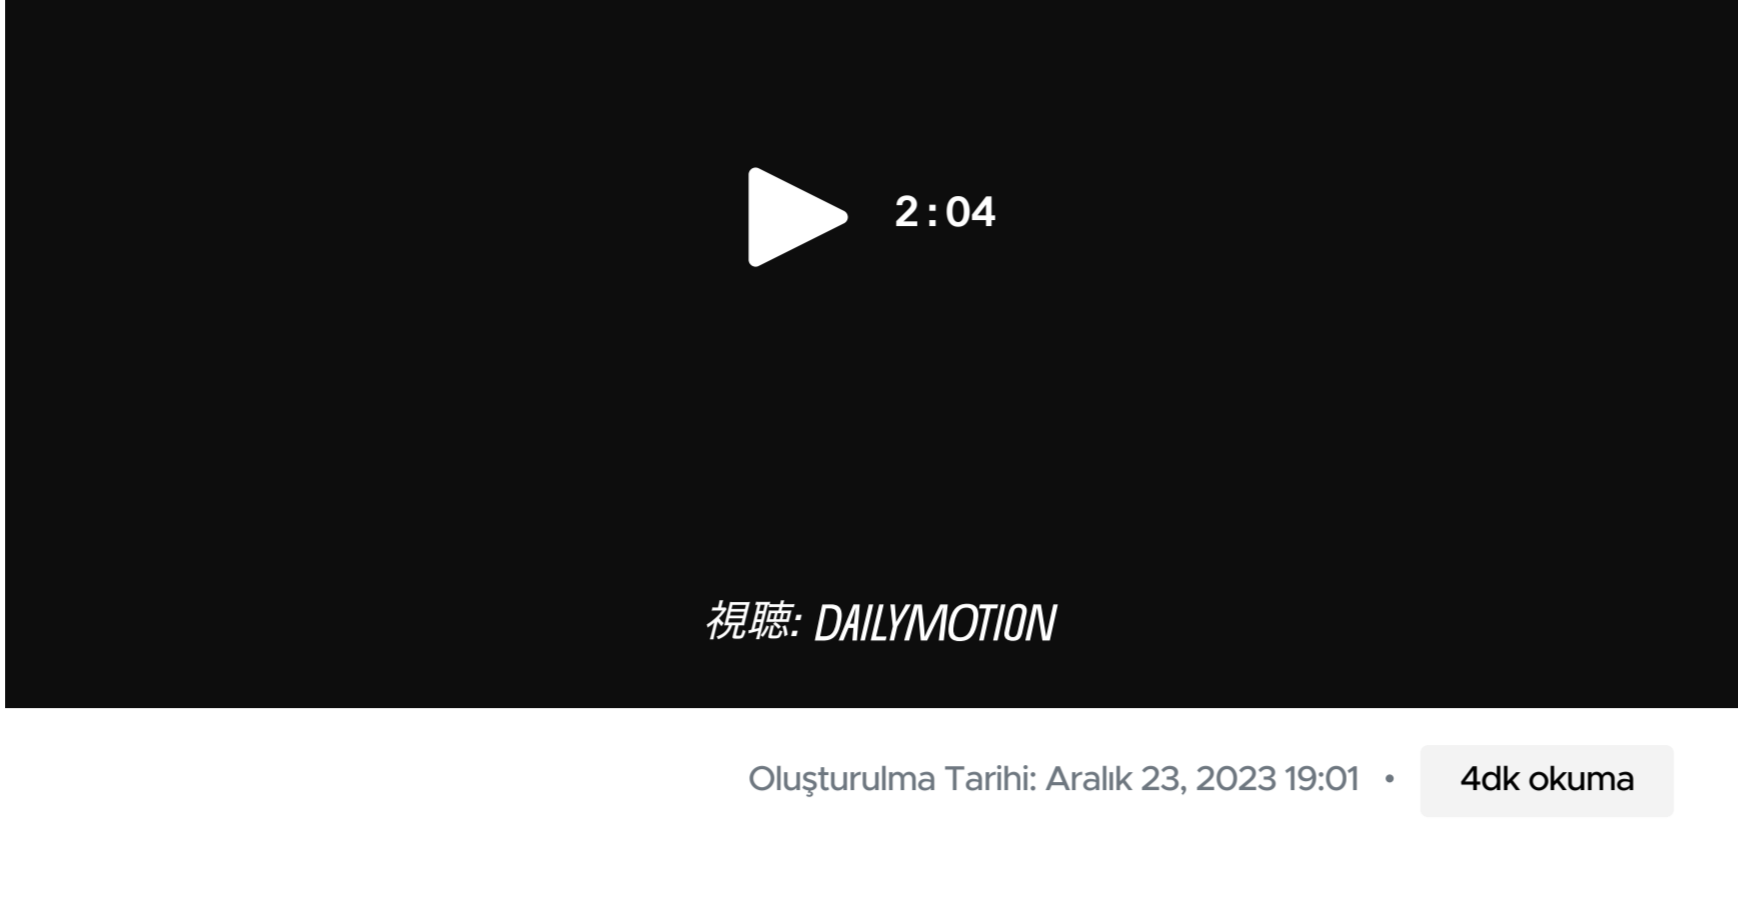 2:04
視聴: DAILYMOTION
Oluşturulma Tarihi: Aralık 23, 2023 19:01 • 4dk okuma